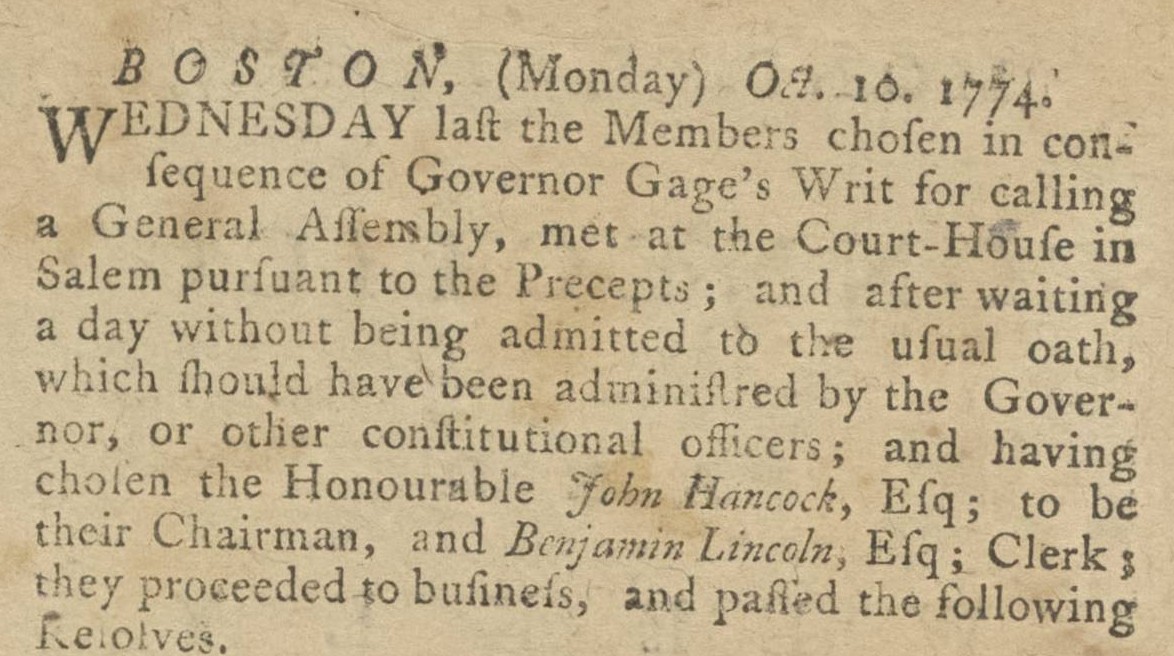 BOSTON, (Monday) Oct. 10. 1774.
WEDNESDAY laſt the Members choſen in con-
ſequence of Governor Gage's Writ for calling
a General Aſſembly, met at the Court-Houſe in
Salem purſuant to the Precepts; and after waiting
a day without being admitted to the uſual oath,
which ſhould have been adminiſtred by the Gover-
nor, or other conſtitutional officers; and having
choſen the Honourable John Hancock, Eſq; to be
their Chairman, and Benjamin Lincoln, Eſq; Clerk;
they proceeded to buſineſs, and paſſed the following
Reſolves.